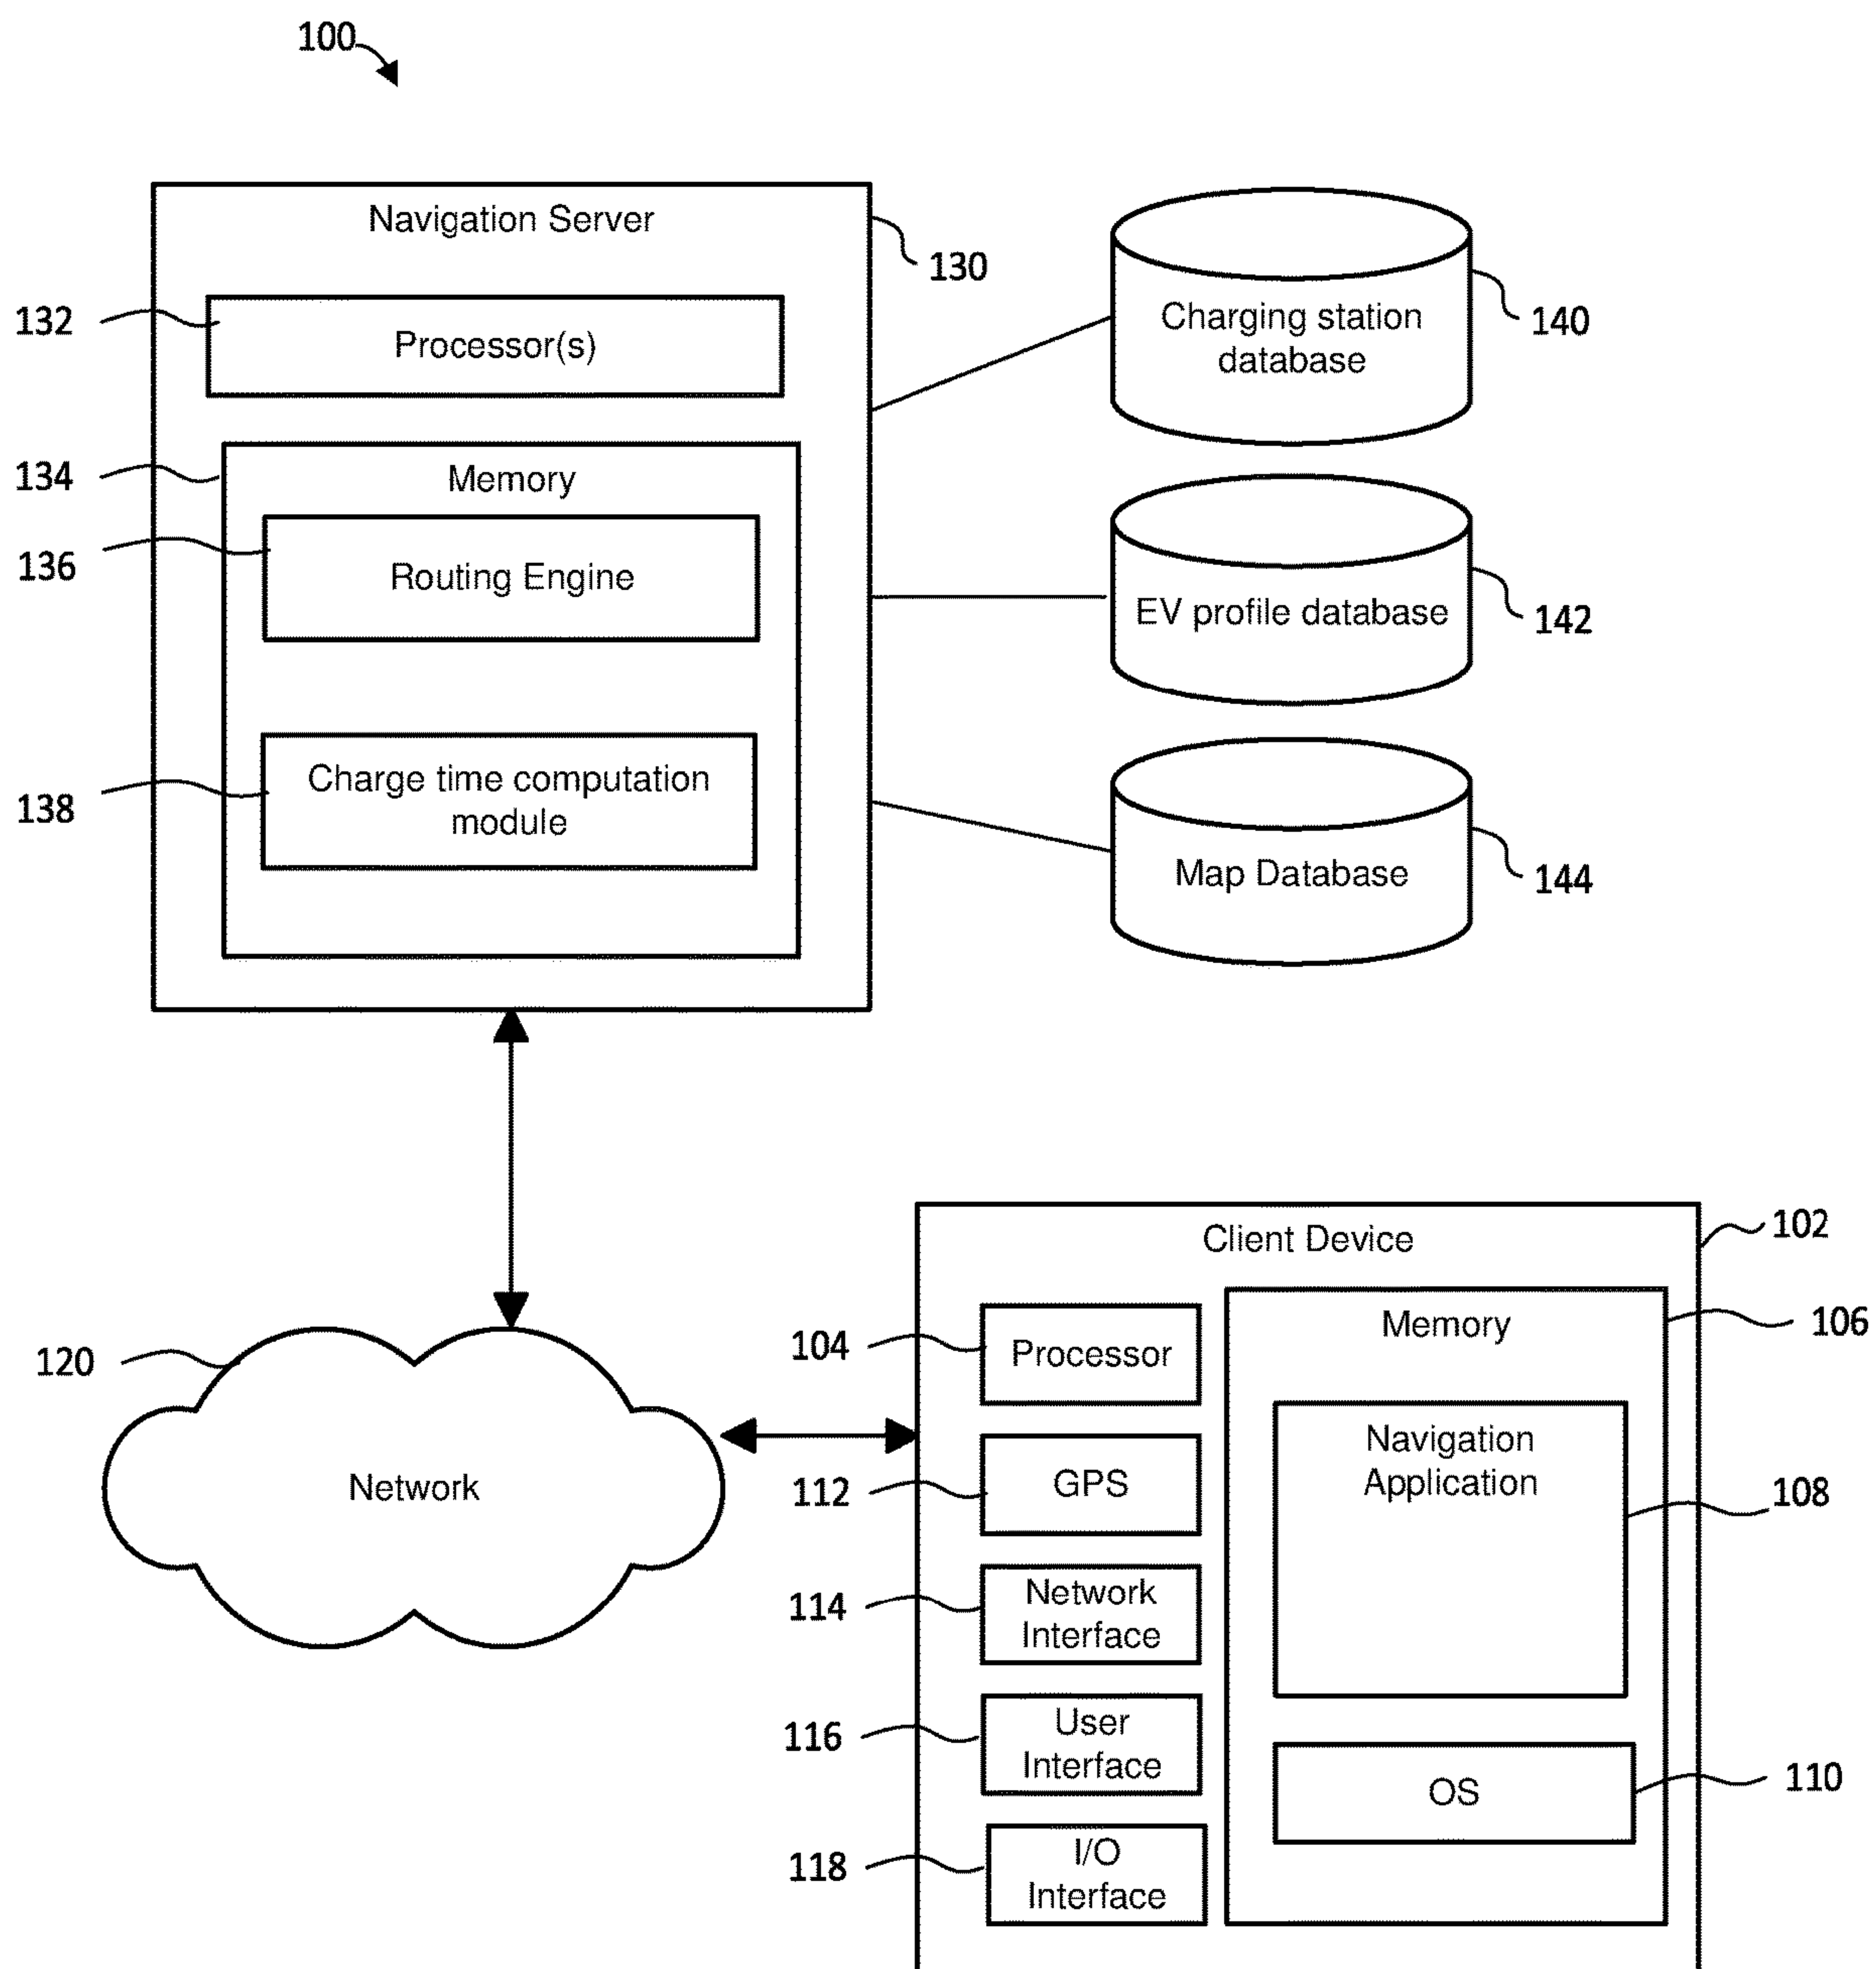 100
Navigation Server
130
132
Processor(s)
134
Memory
136
Routing Engine
138
Charge time computation
module
Charging station
database
140
EV profile database
142
Map Database
144
120
Network
Client Device
102
104
Processor
112
GPS
114
Network
Interface
116
User
Interface
118
I/O
Interface
Memory
106
Navigation
Application
108
OS
110